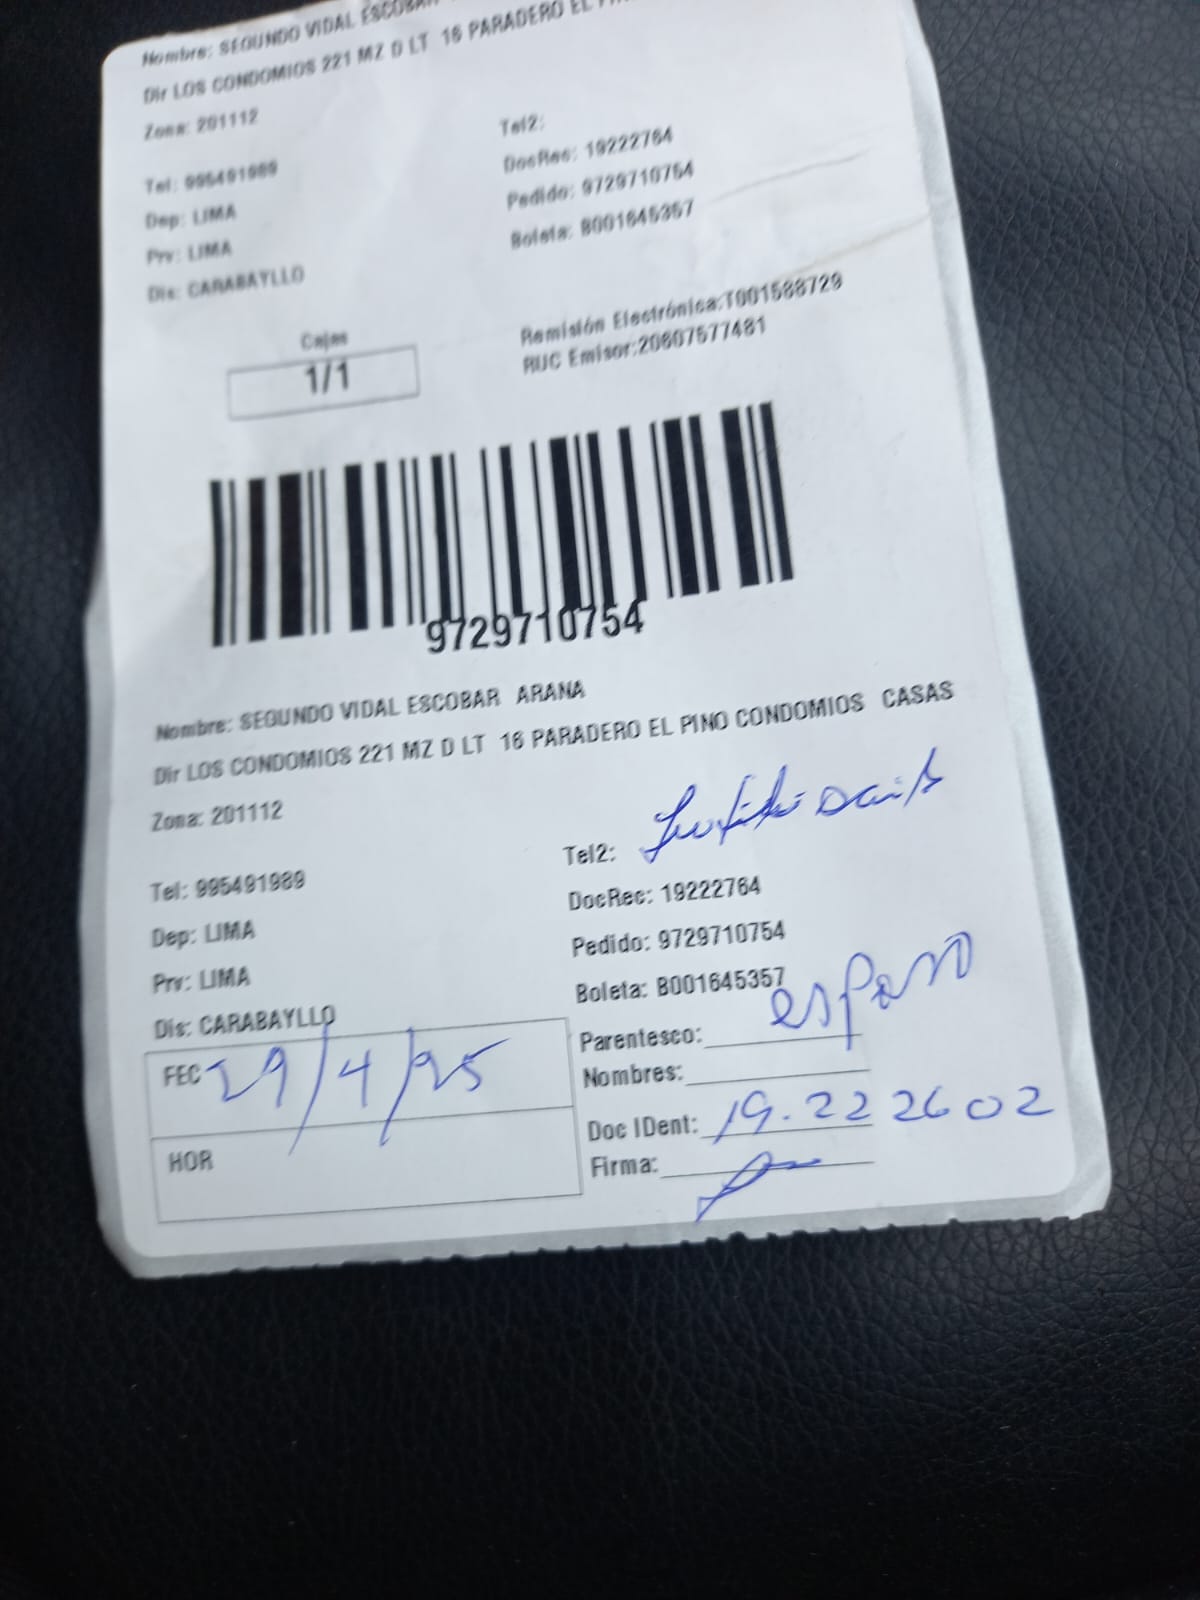 Nombre: SEGUNDO VIDAL ESCOBAR
Dir LOS CONDOMIOS 221 MZ D LT 16 PARADERO EL
Zona: 201112
Tel2:
Tel: 995491989
DocRec: 19222764
Dep: LIMA
Pedido: 9729710754
Prv: LIMA
Boleta: B001645357
Dis: CARABAYLLO
Cajas
1/1
Remisión Electrónica:T001588729
RUC Emisor:20607577481
9729710754
Nombre: SEGUNDO VIDAL ESCOBAR ARANA
Dir LOS CONDOMIOS 221 MZ D LT 16 PARADERO EL PINO CONDOMIOS CASAS
Zona: 201112
Tel2:
Tel: 995491989
DocRec: 19222764
Dep: LIMA
Pedido: 9729710754
Prv: LIMA
Boleta: B001645357
Dis: CARABAYLLO
Parentesco: esposo
FEC 29/4/25
Nombres:
Doc IDent: 19.222602
HOR
Firma: